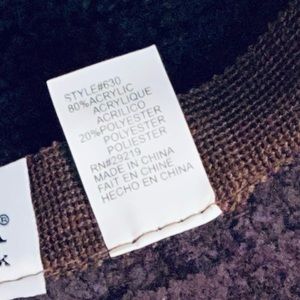 STYLE#630
80%ACRYLIC
ACRYLIQUE
ACRILICO
20%POLYESTER
POLYESTER
POLIESTER
RN#29219
MADE IN CHINA
FAIT EN CHINE
HECHO EN CHINA
®
K